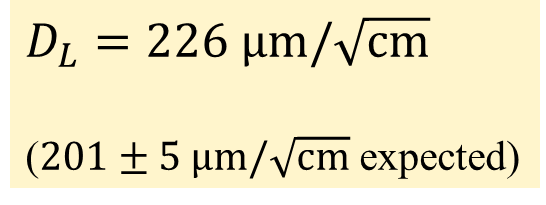 D_L = 226 μm/√cm
(201 ± 5 μm/√cm expected)